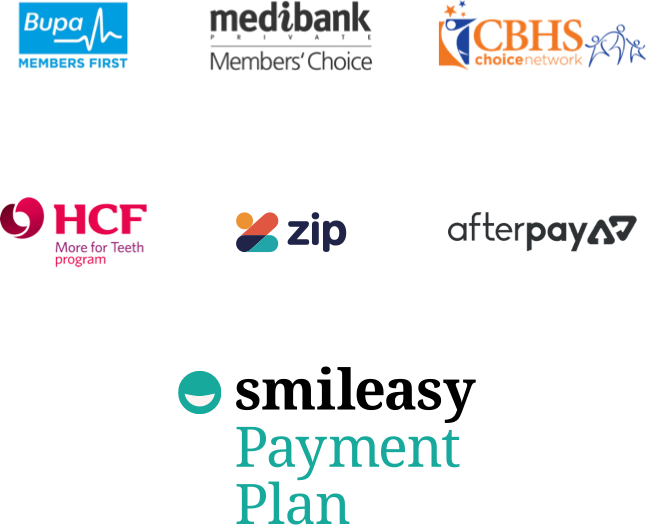 Bupa
MEMBERS FIRST
medibank
PRIVATE
Members' Choice
CBHS
choicenetwork
HCF
More for Teeth
program
zip
afterpay
smileasy
Payment
Plan